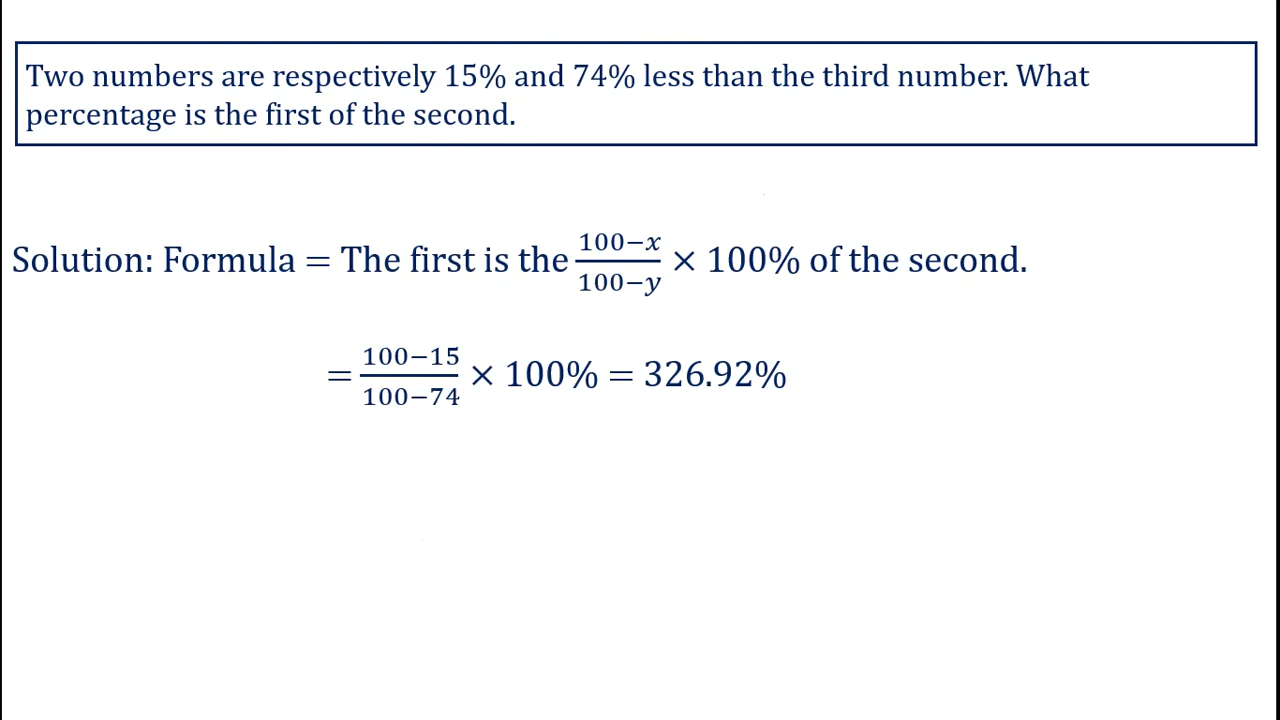 Two numbers are respectively 15% and 74% less than the third number. What
percentage is the first of the second.
Solution: Formula = The first is the \frac{100−x}{100−y} × 100% of the second.
= \frac{100−15}{100−74} × 100% = 326.92%